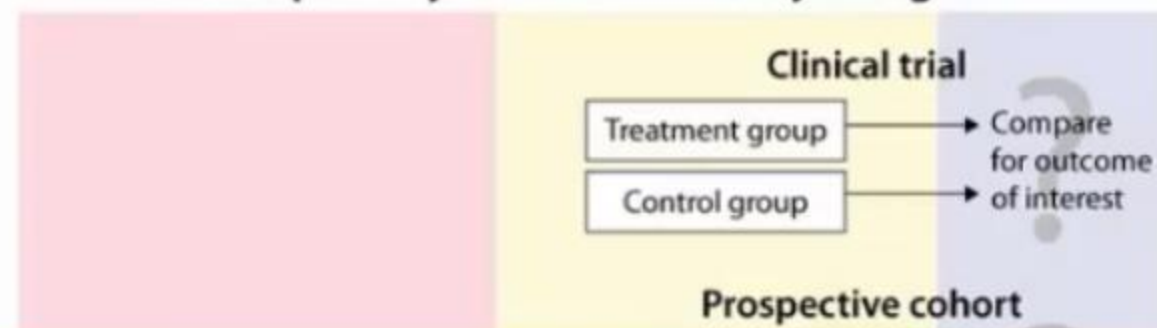 Clinical trial
Treatment group
Compare
for outcome
of interest
Control group
?
Prospective cohort